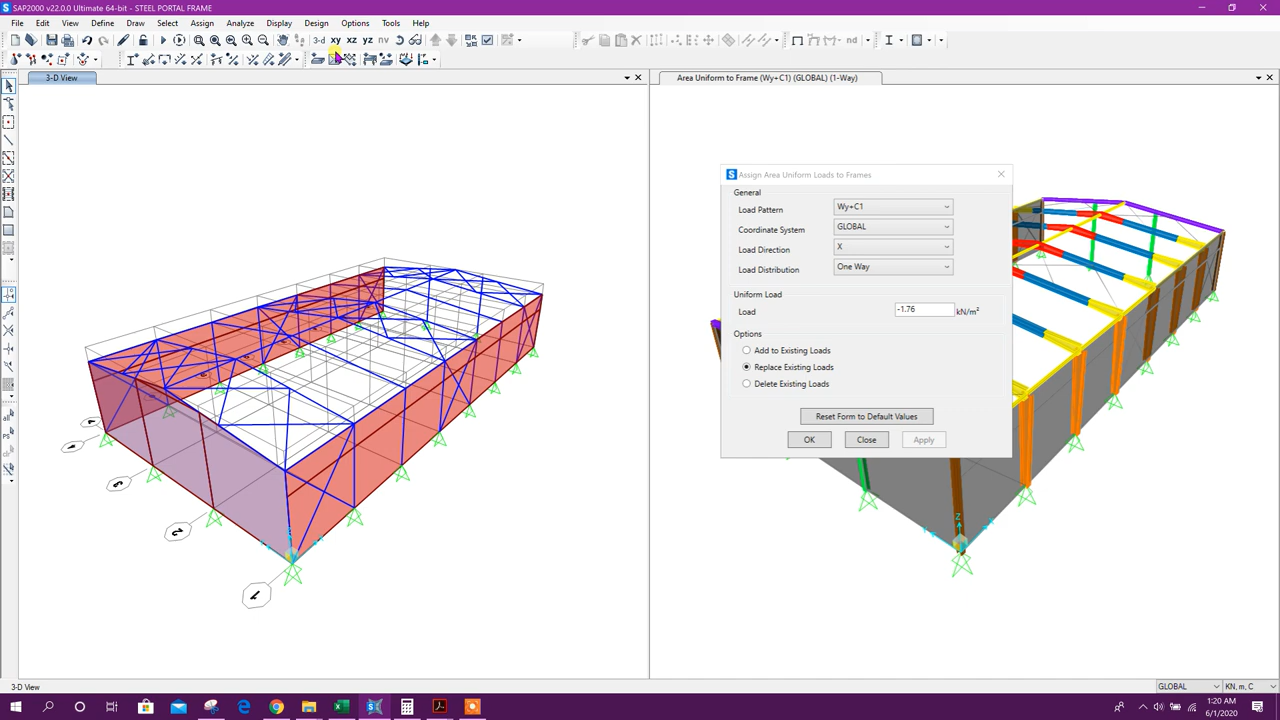 SAP2000 v22.0.0 Ultimate 64-bit - STEEL PORTAL FRAME
File Edit View Define Draw Select Assign Analyze Display Design Options Tools Help
3-d xy xz yz nv
nd
3-D View
Area Uniform to Frame (Wy+C1) (GLOBAL) (1-Way)
Assign Area Uniform Loads to Frames
General
Load Pattern Wy+C1
Coordinate System GLOBAL
Load Direction X
Load Distribution One Way
Uniform Load
Load -1.76 kN/m²
Options
Add to Existing Loads
Replace Existing Loads
Delete Existing Loads
Reset Form to Default Values
OK Close Apply
Z
all
PS
clr
3-D View
GLOBAL KN, m, C
1:20 AM
6/1/2020